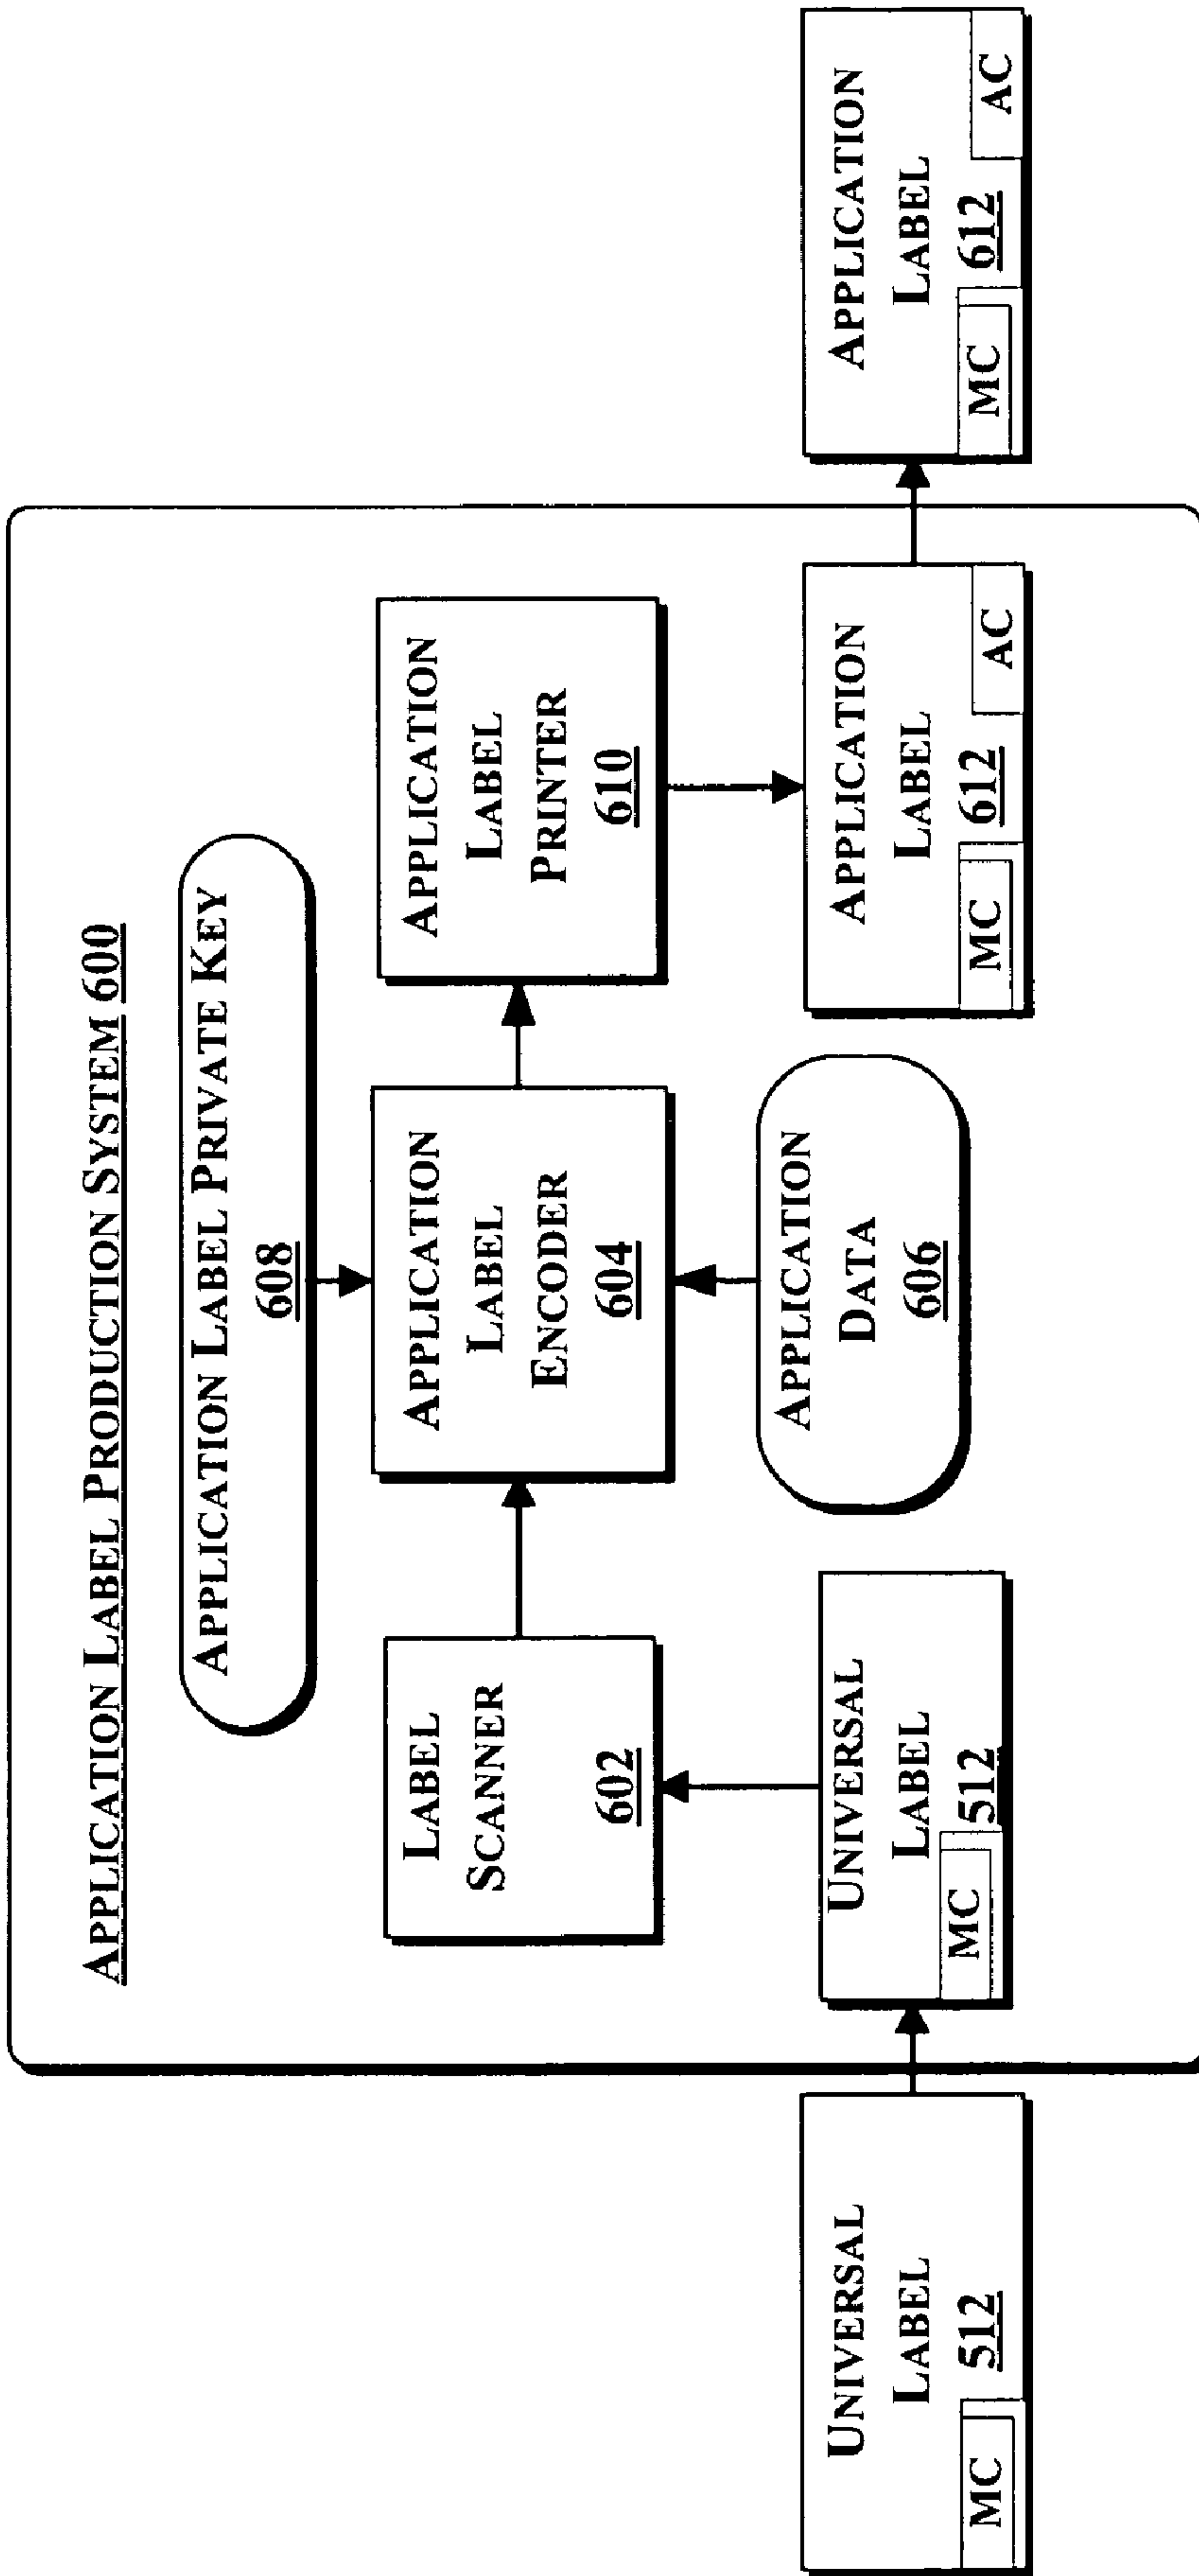 APPLICATION LABEL PRODUCTION SYSTEM 600
APPLICATION LABEL PRIVATE KEY
608
LABEL
SCANNER
602
APPLICATION
LABEL
ENCODER
604
APPLICATION
LABEL
PRINTER
610
UNIVERSAL
LABEL
512
MC
UNIVERSAL
LABEL
512
MC
APPLICATION
DATA
606
APPLICATION
LABEL
612
MC
AC
APPLICATION
LABEL
612
MC
AC